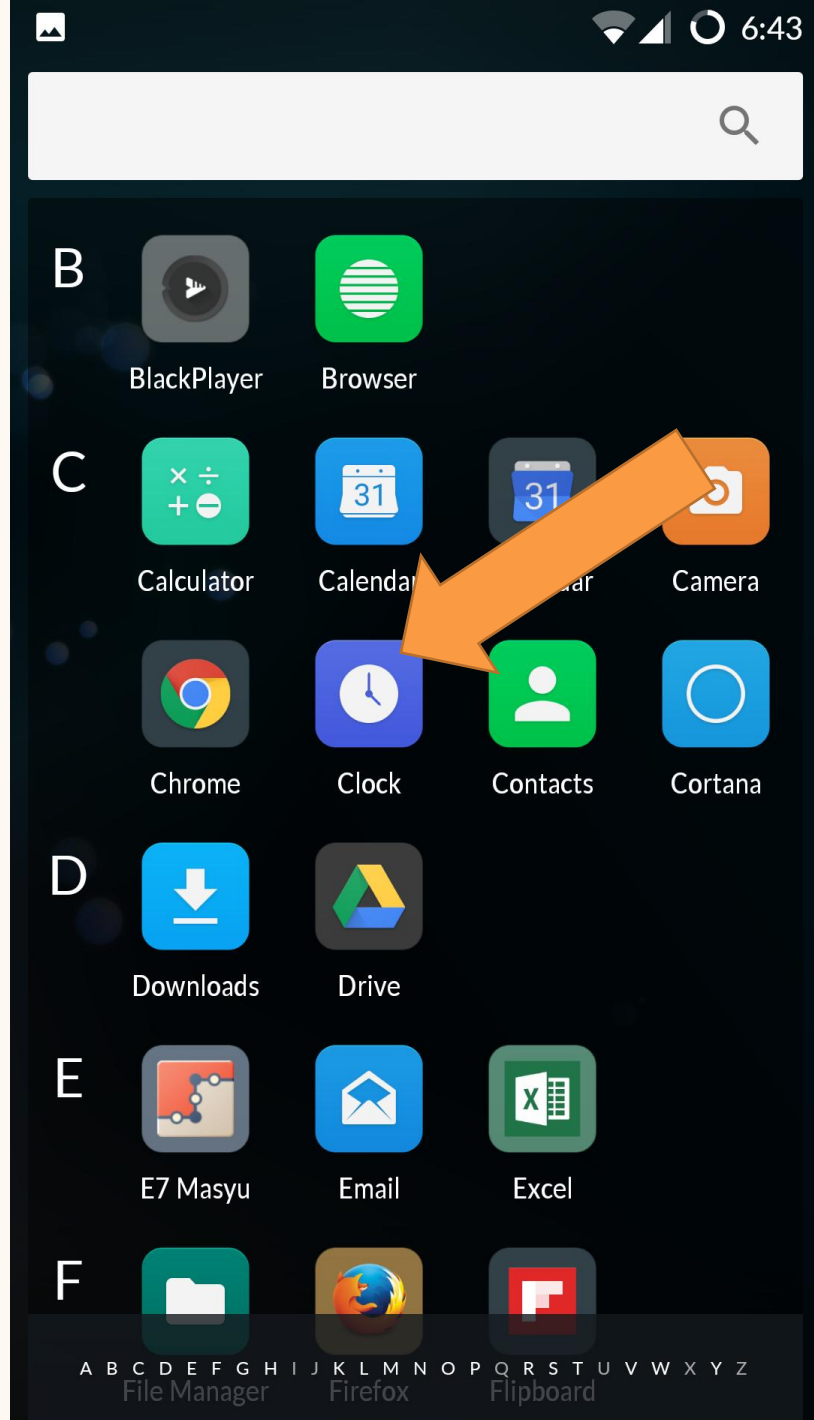 6:43
B
BlackPlayer Browser
C
31 31
Calculator Calendar Camera
Chrome Clock Contacts Cortana
D
Downloads Drive
E
X
E7 Masyu Email Excel
F
A B C D E F G H I J K L M N O P Q R S T U V W X Y Z
File Manager Firefox Flipboard